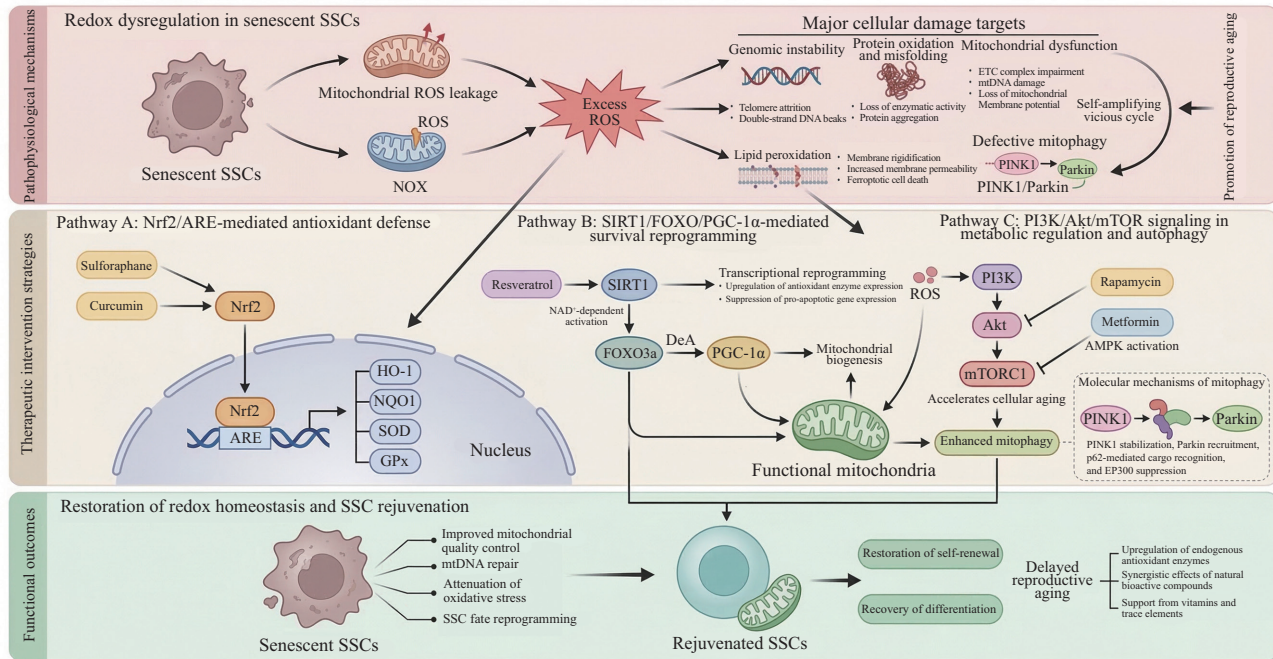 Pathophysiological mechanisms
Redox dysregulation in senescent SSCs
Senescent SSCs
Mitochondrial ROS leakage
ROS
NOX
Excess
ROS
Major cellular damage targets
Genomic instability
• Telomere attrition
• Double-strand DNA beaks
Protein oxidation
and misfolding
• Loss of enzymatic activity
• Protein aggregation
Mitochondrial dysfunction
• ETC complex impairment
• mtDNA damage
• Loss of mitochondrial
Membrane potential
Self-amplifying
vicious cycle
Lipid peroxidation
• Membrane rigidification
• Increased membrane permeability
• Ferroptotic cell death
Defective mitophagy
PINK1
Parkin
PINK1/Parkin
Promotion of reproductive aging
Therapeutic intervention strategies
Pathway A: Nrf2/ARE-mediated antioxidant defense
Sulforaphane
Curcumin
Nrf2
Nrf2
ARE
HO-1
NQO1
SOD
GPx
Nucleus
Pathway B: SIRT1/FOXO/PGC-1α-mediated
survival reprogramming
Resveratrol
SIRT1
NAD⁺-dependent
activation
Transcriptional reprogramming
• Upregulation of antioxidant enzyme expression
• Suppression of pro-apoptotic gene expression
FOXO3a
DeA
PGC-1α
Mitochondrial
biogenesis
Functional mitochondria
Pathway C: PI3K/Akt/mTOR signaling in
metabolic regulation and autophagy
ROS
PI3K
Akt
mTORC1
Rapamycin
Metformin
AMPK activation
Accelerates cellular aging
Enhanced mitophagy
Molecular mechanisms of mitophagy
PINK1
Parkin
PINK1 stabilization, Parkin recruitment,
p62-mediated cargo recognition,
and EP300 suppression
Functional outcomes
Restoration of redox homeostasis and SSC rejuvenation
Senescent SSCs
Improved mitochondrial
quality control
mtDNA repair
Attenuation of
oxidative stress
SSC fate reprogramming
Rejuvenated SSCs
Restoration of self-renewal
Recovery of differentiation
Delayed
reproductive
aging
Upregulation of endogenous
antioxidant enzymes
Synergistic effects of natural
bioactive compounds
Support from vitamins and
trace elements